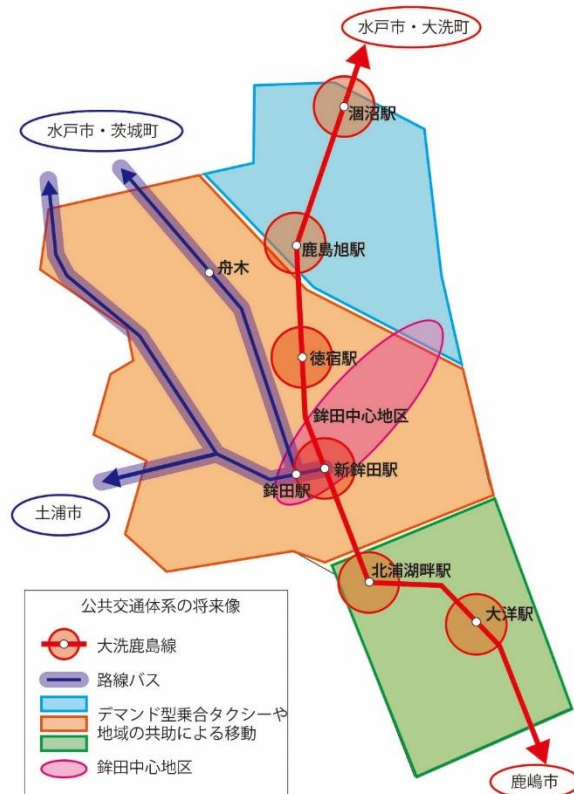 水戸市・大洗町
涸沼駅
水戸市・茨城町
鹿島旭駅
舟木
徳宿駅
鉾田中心地区
新鉾田駅
鉾田駅
土浦市
北浦湖畔駅
大洋駅
公共交通体系の将来像
大洗鹿島線
路線バス
デマンド型乗合タクシーや
地域の共助による移動
鉾田中心地区
鹿嶋市